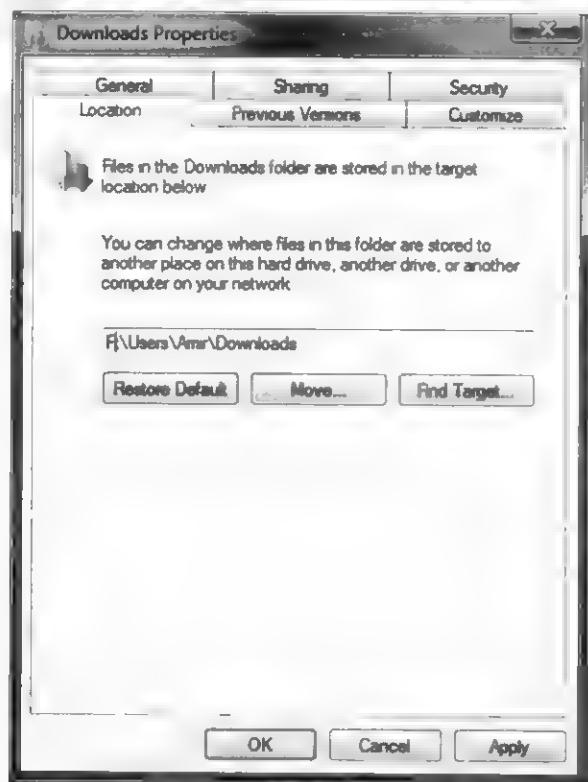 Downloads Properties
General Sharing Security
Location Previous Versions Customize
Files in the Downloads folder are stored in the target
location below
You can change where files in this folder are stored to
another place on this hard drive, another drive, or another
computer on your network
F:\Users\Amr\Downloads
Restore Default Move... Find Target...
OK Cancel Apply